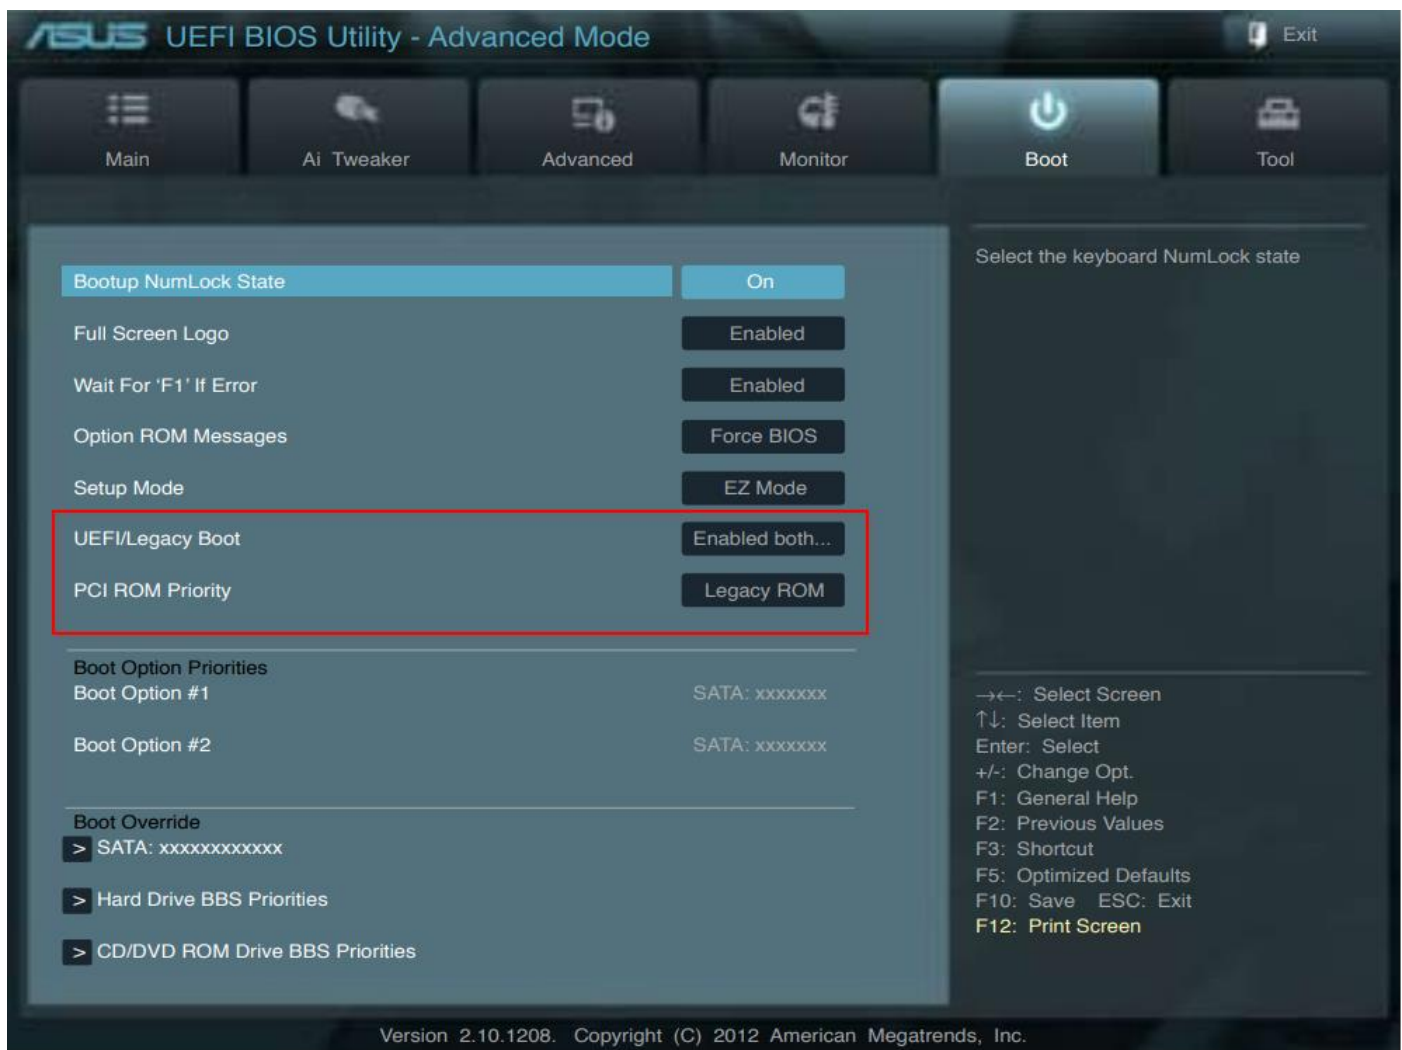 ASUS UEFI BIOS Utility - Advanced Mode
Exit
Main
Ai Tweaker
Advanced
Monitor
Boot
Tool
Bootup NumLock State On
Full Screen Logo Enabled
Wait For ‘F1’ If Error Enabled
Option ROM Messages Force BIOS
Setup Mode EZ Mode
UEFI/Legacy Boot Enabled both...
PCI ROM Priority Legacy ROM
Boot Option Priorities
Boot Option #1 SATA: xxxxxxx
Boot Option #2 SATA: xxxxxxx
Boot Override
> SATA: xxxxxxxxxxxx
> Hard Drive BBS Priorities
> CD/DVD ROM Drive BBS Priorities
Select the keyboard NumLock state
→←: Select Screen
↑↓: Select Item
Enter: Select
+/-: Change Opt.
F1: General Help
F2: Previous Values
F3: Shortcut
F5: Optimized Defaults
F10: Save ESC: Exit
F12: Print Screen
Version 2.10.1208. Copyright (C) 2012 American Megatrends, Inc.